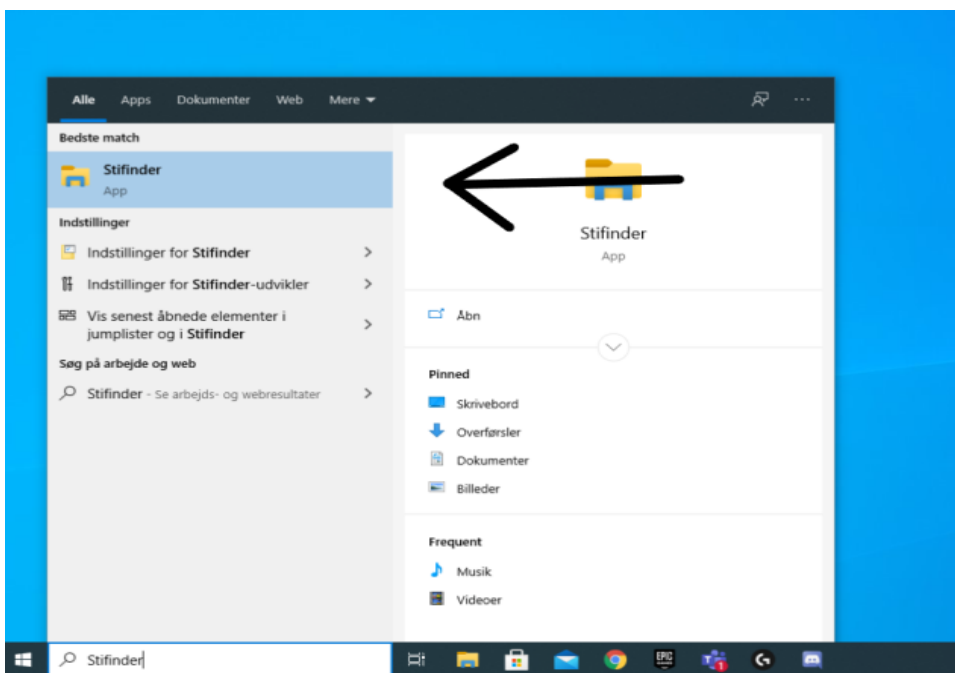 Alle Apps Dokumenter Web Mere
Bedste match
Stifinder
App
Indstillinger
Indstillinger for Stifinder
Indstillinger for Stifinder-udvikler
Vis senest åbnede elementer i
jumplister og i Stifinder
Søg på arbejde og web
Stifinder - Se arbejds- og webresultater
Stifinder
App
Åbn
Pinned
Skrivebord
Overførsler
Dokumenter
Billeder
Frequent
Musik
Videoer
Stifinder
EPIC
1